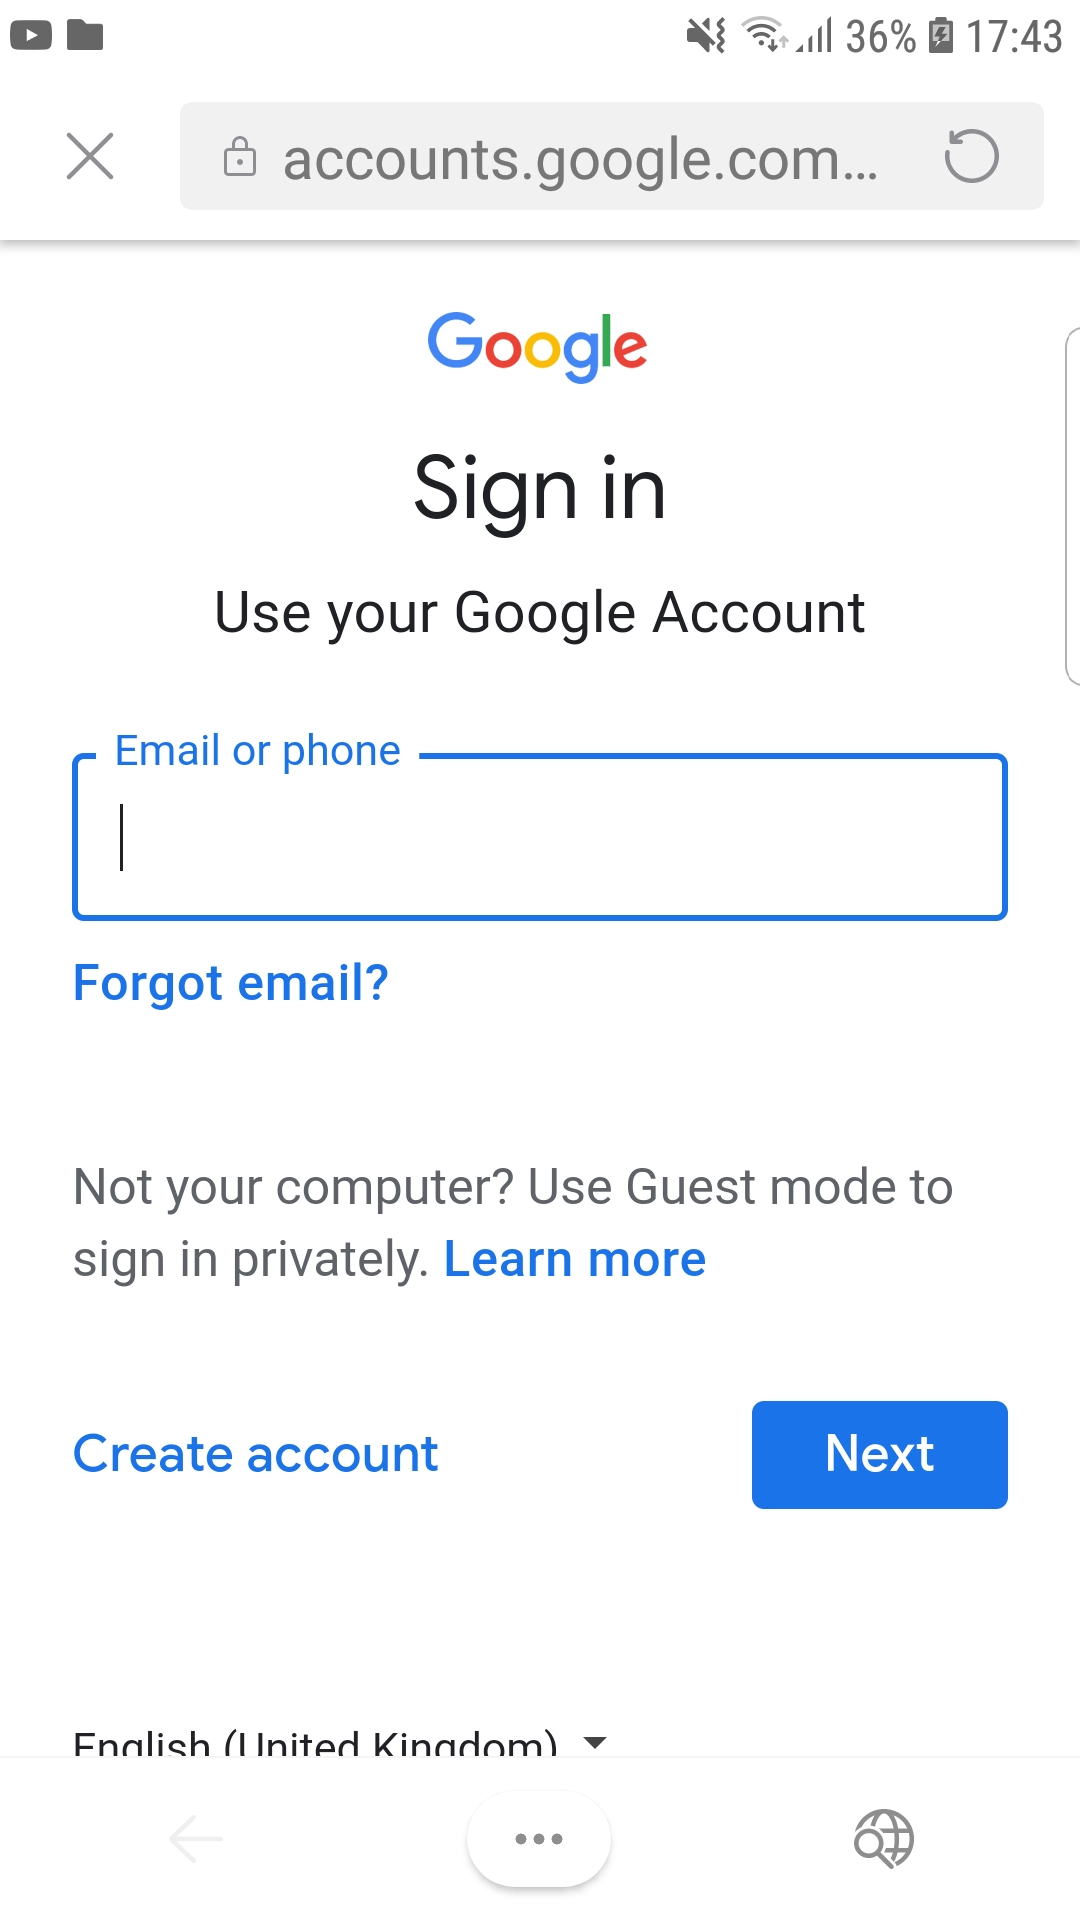 36% 17:43
accounts.google.com...
Google
Sign in
Use your Google Account
Email or phone
Forgot email?
Not your computer? Use Guest mode to
sign in privately. Learn more
Create account
Next
English (United Kingdom)